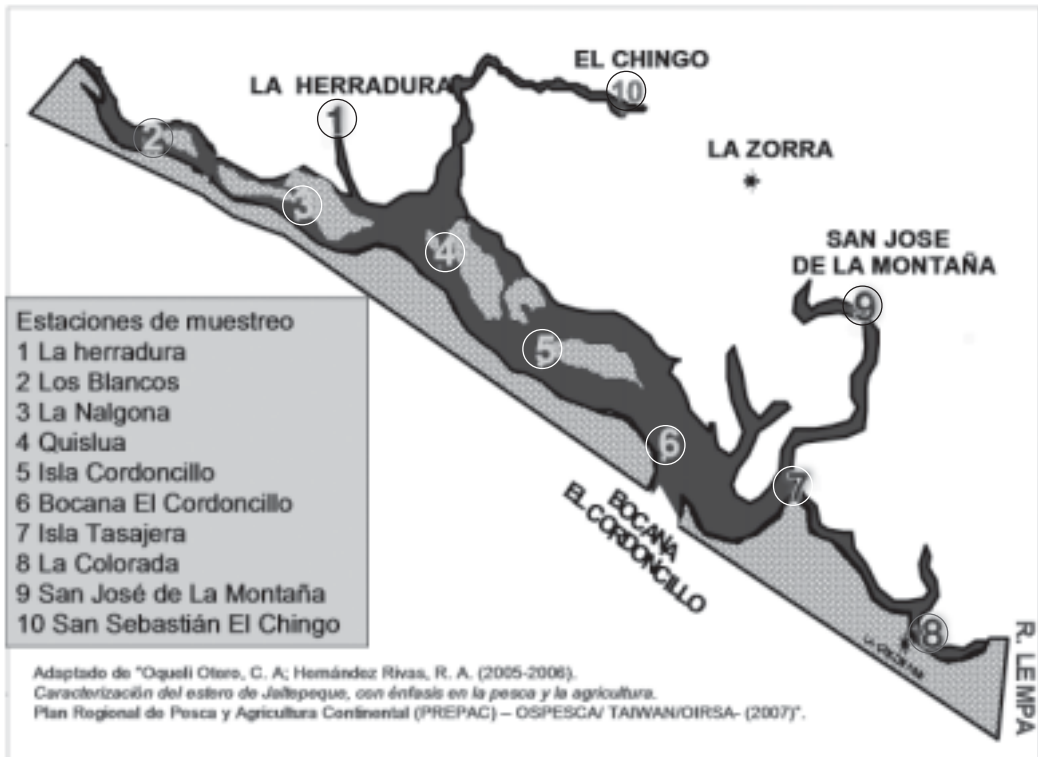 EL CHINGO
LA HERRADURA
10
1
LA ZORRA
2
3
SAN JOSE
DE LA MONTAÑA
4
9
5
6
7
BOCANA
EL CORDONCILLO
8
R. LEMPA
Estaciones de muestreo
1 La herradura
2 Los Blancos
3 La Nalgona
4 Quislua
5 Isla Cordoncillo
6 Bocana El Cordoncillo
7 Isla Tasajera
8 La Colorada
9 San José de La Montaña
10 San Sebastián El Chingo
Adaptado de "Oqueli Otero, C. A; Hernández Rivas, R. A. (2005-2006).
Caracterización del estero de Jaltepeque, con énfasis en la pesca y la agricultura.
Plan Regional de Pesca y Agricultura Continental (PREPAC) – OSPESCA/ TAIWAN/OIRSA- (2007)".